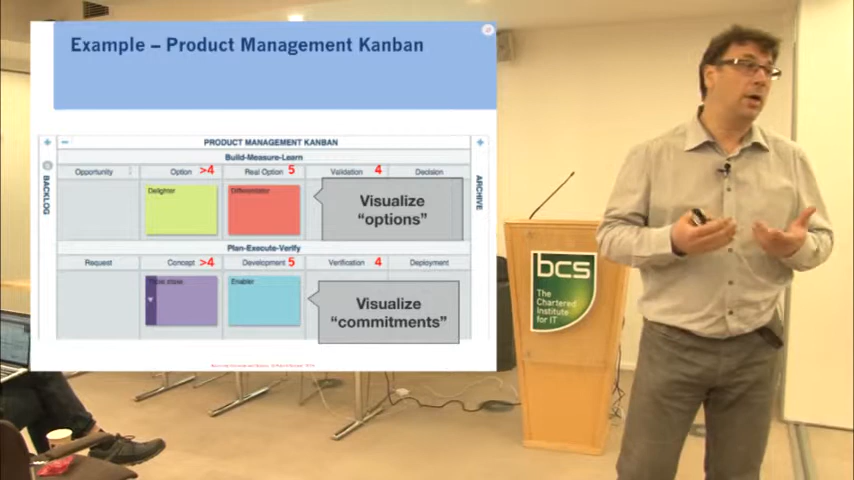 Example – Product Management Kanban
PRODUCT MANAGEMENT KANBAN
Build-Measure-Learn
Opportunity Option >4 Real Option 5 Validation 4 Decision
BACKLOG
ARCHIVE
Delighter
Differentiator
Visualize
"options"
Plan-Execute-Verify
Request Concept >4 Development 5 Verification 4 Deployment
Enabler
Visualize
"commitments"
bcs
The
Chartered
Institute
for IT